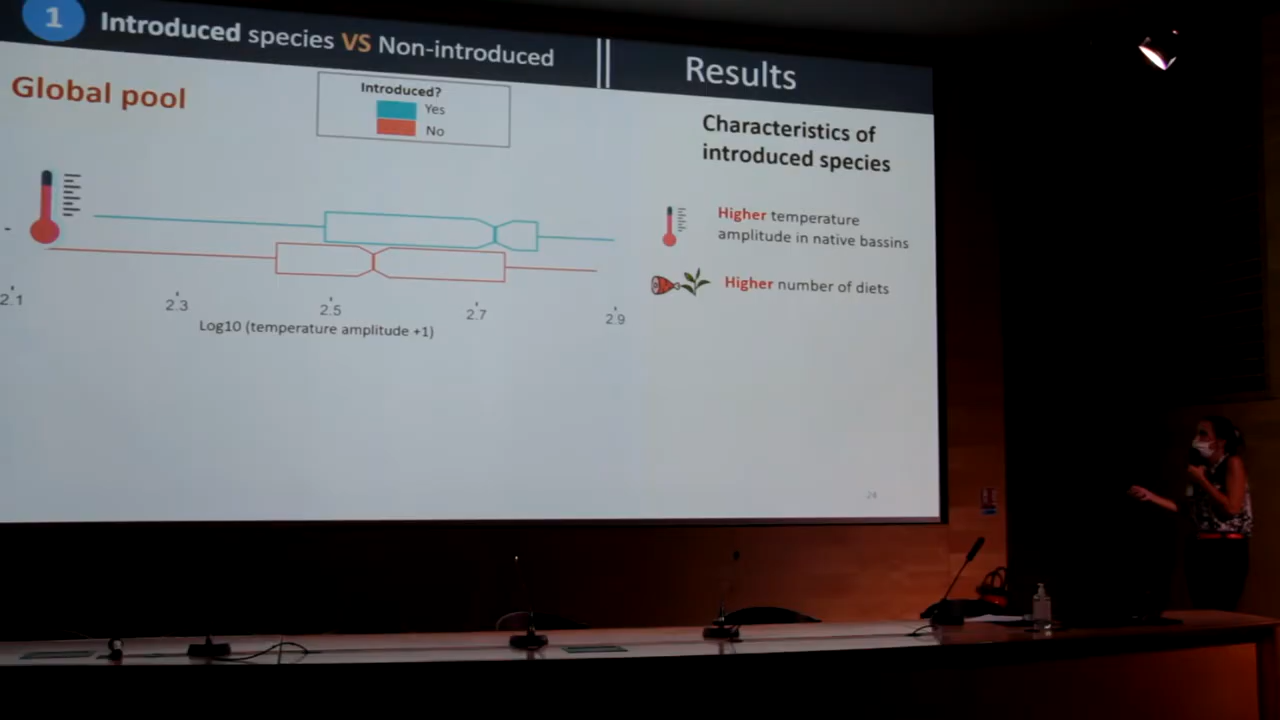 1
Introduced species VS Non-introduced
Results
Global pool
Introduced?
Yes
No
2.1
2.3
2.5
2.7
2.9
Log10 (temperature amplitude +1)
Characteristics of
introduced species
Higher temperature
amplitude in native bassins
Higher number of diets
24